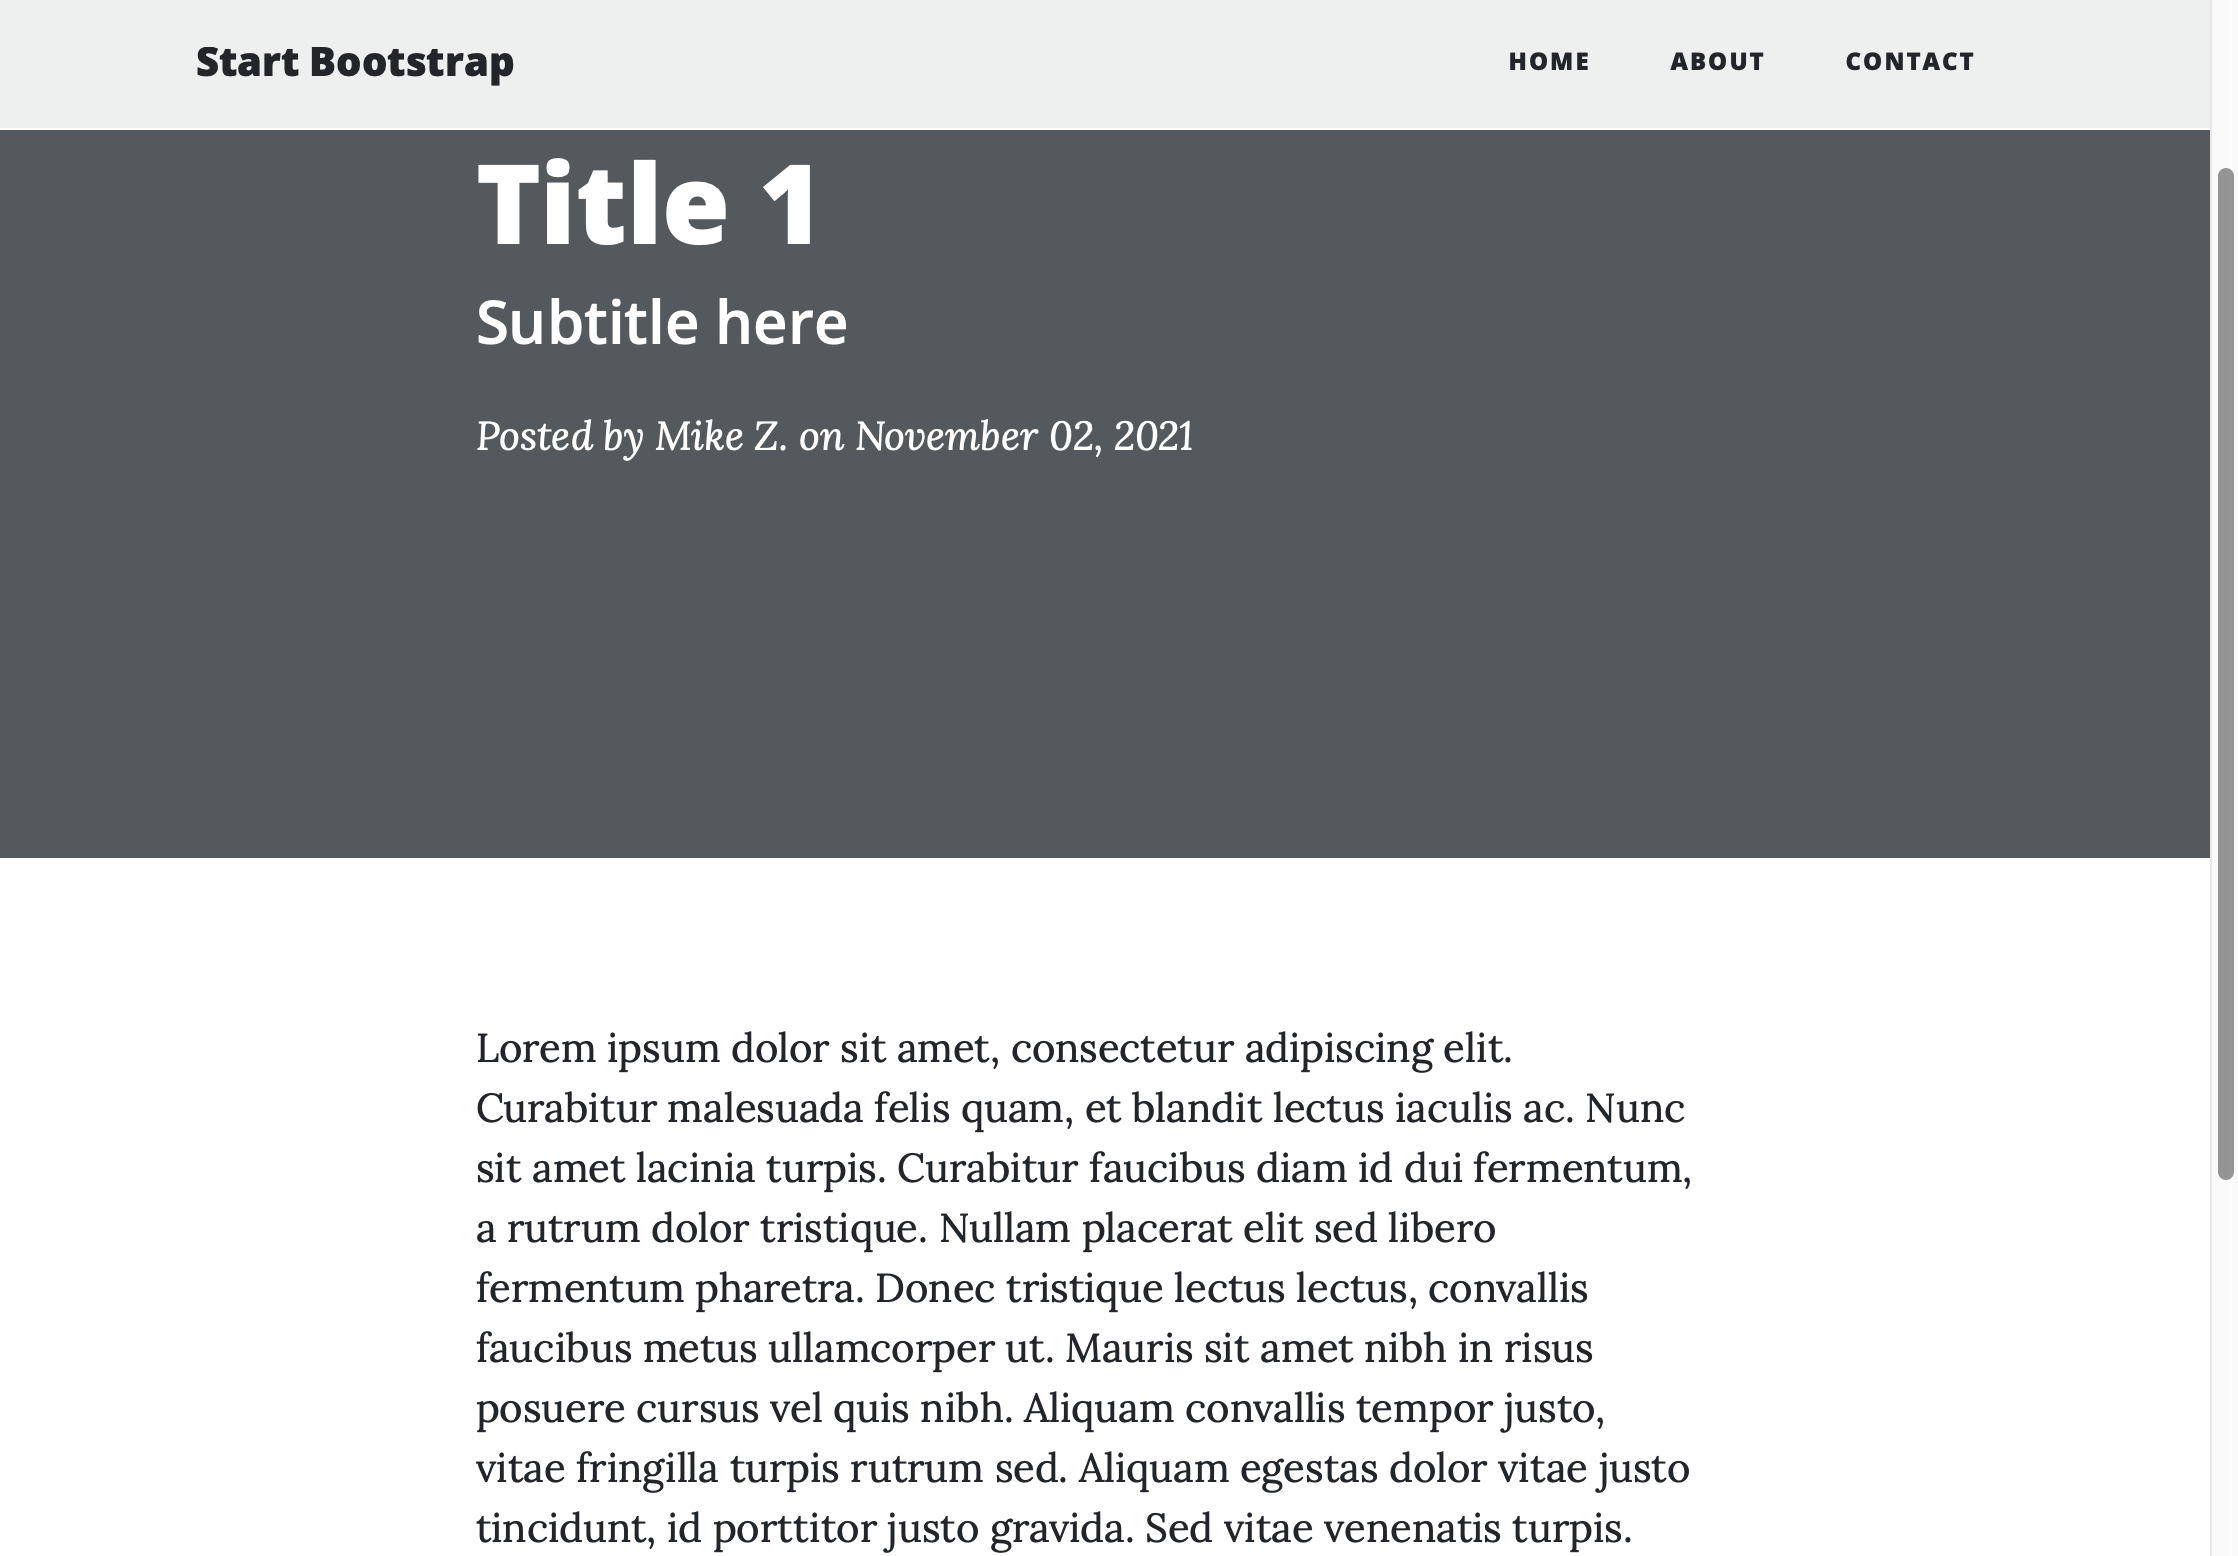 Start Bootstrap
HOME ABOUT CONTACT
Title 1
Subtitle here
Posted by Mike Z. on November 02, 2021
Lorem ipsum dolor sit amet, consectetur adipiscing elit.
Curabitur malesuada felis quam, et blandit lectus iaculis ac. Nunc
sit amet lacinia turpis. Curabitur faucibus diam id dui fermentum,
a rutrum dolor tristique. Nullam placerat elit sed libero
fermentum pharetra. Donec tristique lectus lectus, convallis
faucibus metus ullamcorper ut. Mauris sit amet nibh in risus
posuere cursus vel quis nibh. Aliquam convallis tempor justo,
vitae fringilla turpis rutrum sed. Aliquam egestas dolor vitae justo
tincidunt, id porttitor justo gravida. Sed vitae venenatis turpis.